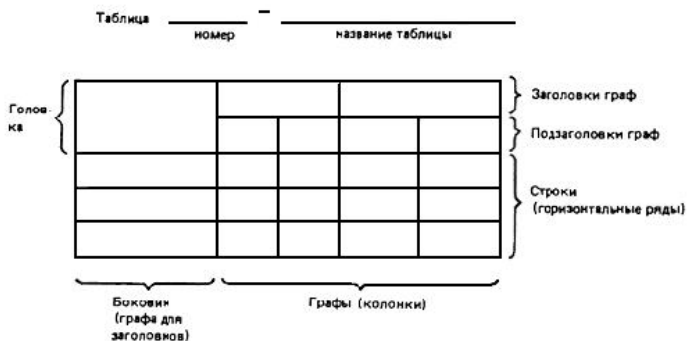 Таблица – 
номер название таблицы
Голов-
ка
Заголовки граф
Подзаголовки граф
Строки
(горизонтальные ряды)
Боковик
(графа для
заголовков)
Графы (колонки)